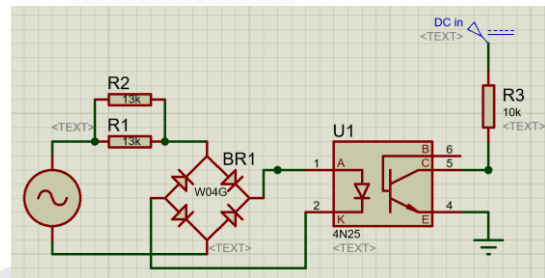 DC in
<TEXT>
R2
13k
<TEXT>
R1
13k
R3
10k
<TEXT>
U1
BR1
W04G
<TEXT>
1
A
2
K
B
6
C
5
E
4
4N25
<TEXT>